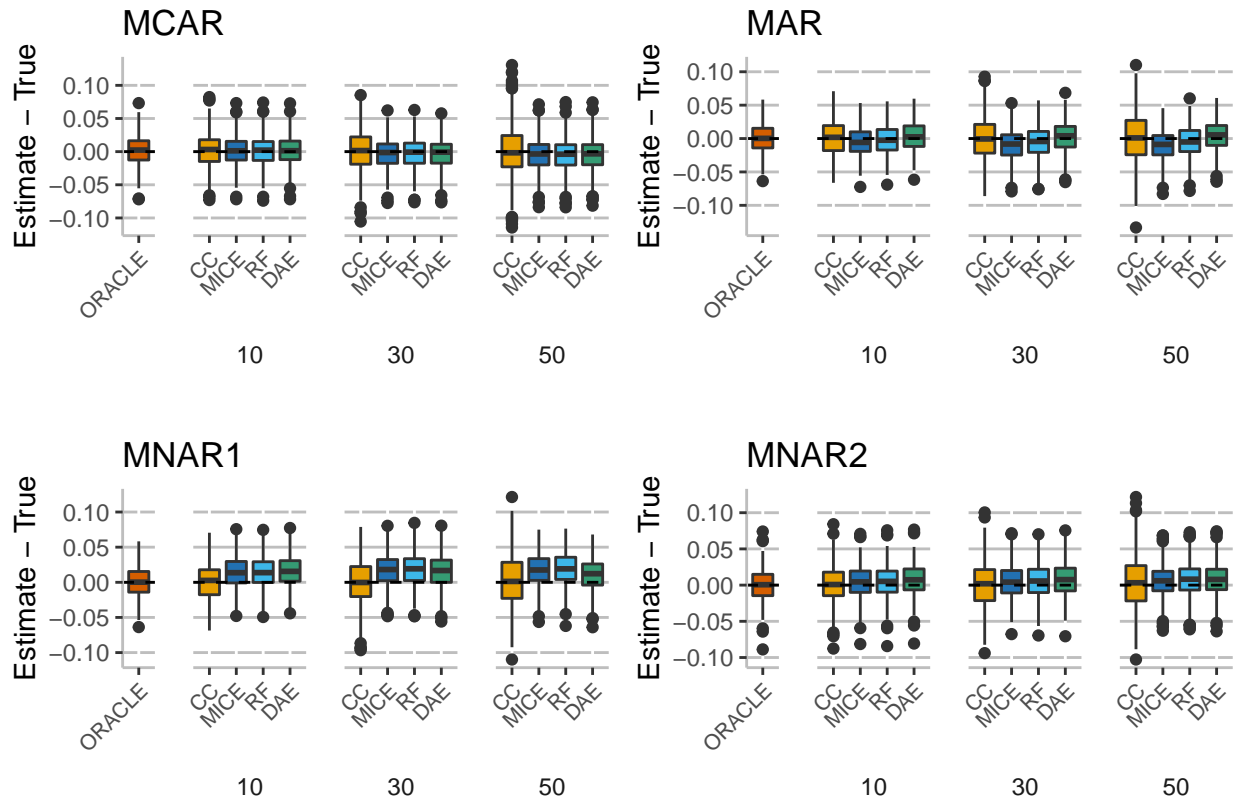 MCAR
Estimate − True
0.10
0.05
0.00
−0.05
−0.10
ORACLE
CC
MICE
RF
DAE
CC
MICE
RF
DAE
CC
MICE
RF
DAE
10
30
50
MAR
Estimate − True
0.10
0.05
0.00
−0.05
−0.10
ORACLE
CC
MICE
RF
DAE
CC
MICE
RF
DAE
CC
MICE
RF
DAE
10
30
50
MNAR1
Estimate − True
0.10
0.05
0.00
−0.05
−0.10
ORACLE
CC
MICE
RF
DAE
CC
MICE
RF
DAE
CC
MICE
RF
DAE
10
30
50
MNAR2
Estimate − True
0.10
0.05
0.00
−0.05
−0.10
ORACLE
CC
MICE
RF
DAE
CC
MICE
RF
DAE
CC
MICE
RF
DAE
10
30
50